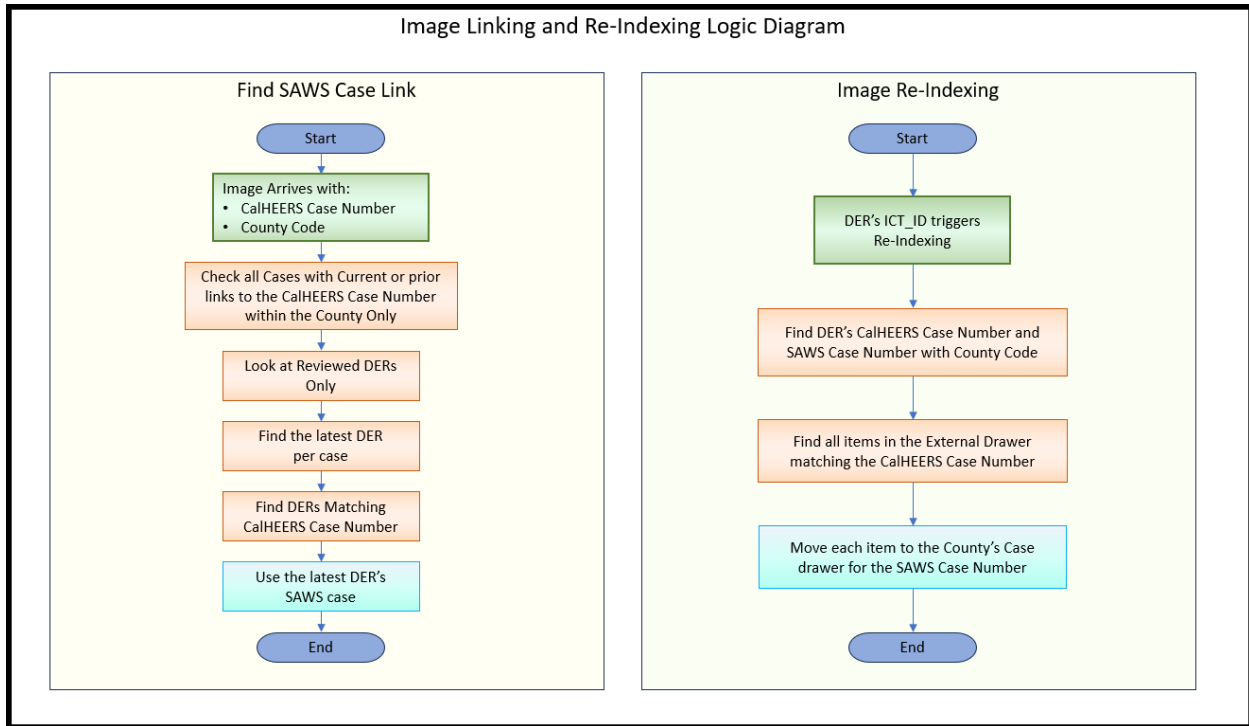 Image Linking and Re-Indexing Logic Diagram
Find SAWS Case Link
Start
Image Arrives with:
• CalHEERS Case Number
• County Code
Check all Cases with Current or prior
links to the CalHEERS Case Number
within the County Only
Look at Reviewed DERs
Only
Find the latest DER
per case
Find DERs Matching
CalHEERS Case Number
Use the latest DER's
SAWS case
End
Image Re-Indexing
Start
DER's ICT_ID triggers
Re-Indexing
Find DER's CalHEERS Case Number and
SAWS Case Number with County Code
Find all items in the External Drawer
matching the CalHEERS Case Number
Move each item to the County's Case
drawer for the SAWS Case Number
End